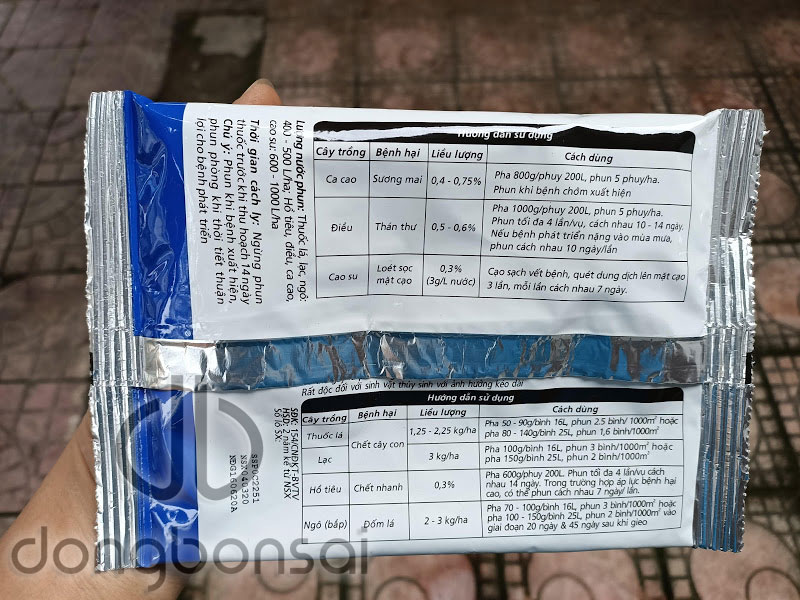 Lượng nước phun: Thuốc lá, lạc, ngô:
400 - 500 L/ha; Hồ tiêu, điều, ca cao,
cao su: 600 - 1000 L/ha
Thời gian cách ly: Ngừng phun
thuốc trước khi thu hoạch 14 ngày
Chú ý: Phun khi bệnh xuất hiện,
phun phòng khi thời tiết thuận
lợi cho bệnh phát triển
Hướng dẫn sử dụng
Cây trồng Bệnh hại Liều lượng Cách dùng
Ca cao Sương mai 0,4 - 0,75% Pha 800g/phuy 200L, phun 5 phuy/ha.
Phun khi bệnh chớm xuất hiện
Điều Thán thư 0,5 - 0,6% Pha 1000g/phuy 200L, phun 5 phuy/ha.
Phun tối đa 4 lần/vụ, cách nhau 10 - 14 ngày.
Nếu bệnh phát triển nặng vào mùa mưa,
phun cách nhau 10 ngày/lần
Cao su Loét sọc
mặt cạo 0,3%
(3g/L nước) Cạo sạch vết bệnh, quét dung dịch lên mặt cạo
3 lần, mỗi lần cách nhau 7 ngày.
Rất độc đối với sinh vật thủy sinh với ảnh hưởng kéo dài
Hướng dẫn sử dụng
Cây trồng Bệnh hại Liều lượng Cách dùng
Thuốc lá Chết cây con 1,25 - 2,25 kg/ha Pha 50 - 90g/bình 16L, phun 2.5 bình/ 1000m² hoặc
pha 80 - 140g/bình 25L, phun 1,6 bình/1000m²
Lạc 3 kg/ha Pha 100g/bình 16L, phun 3 bình/1000m² hoặc
pha 150g/bình 25L, phun 2 bình/1000m²
Hồ tiêu Chết nhanh 0,3% Pha 600g/phuy 200L. Phun tối đa 4 lần/vụ cách
nhau 14 ngày. Trong trường hợp áp lực bệnh hại
cao, có thể phun cách nhau 7 ngày/ lần.
Ngô (bắp) Đốm lá 2 - 3 kg/ha Pha 70 - 100g/bình 16L, phun 3 bình/1000m² hoặc
pha 100 - 150g/bình 25L, phun 2 bình/1000m² vào
giai đoạn 20 ngày & 45 ngày sau khi gieo
SĐK: 154/CNĐKT-BVTV
HSD: 2 năm kể từ NSX
Số lô SX:
SSP0C2251
NSX040320
NĐG160620A
dongbonsai